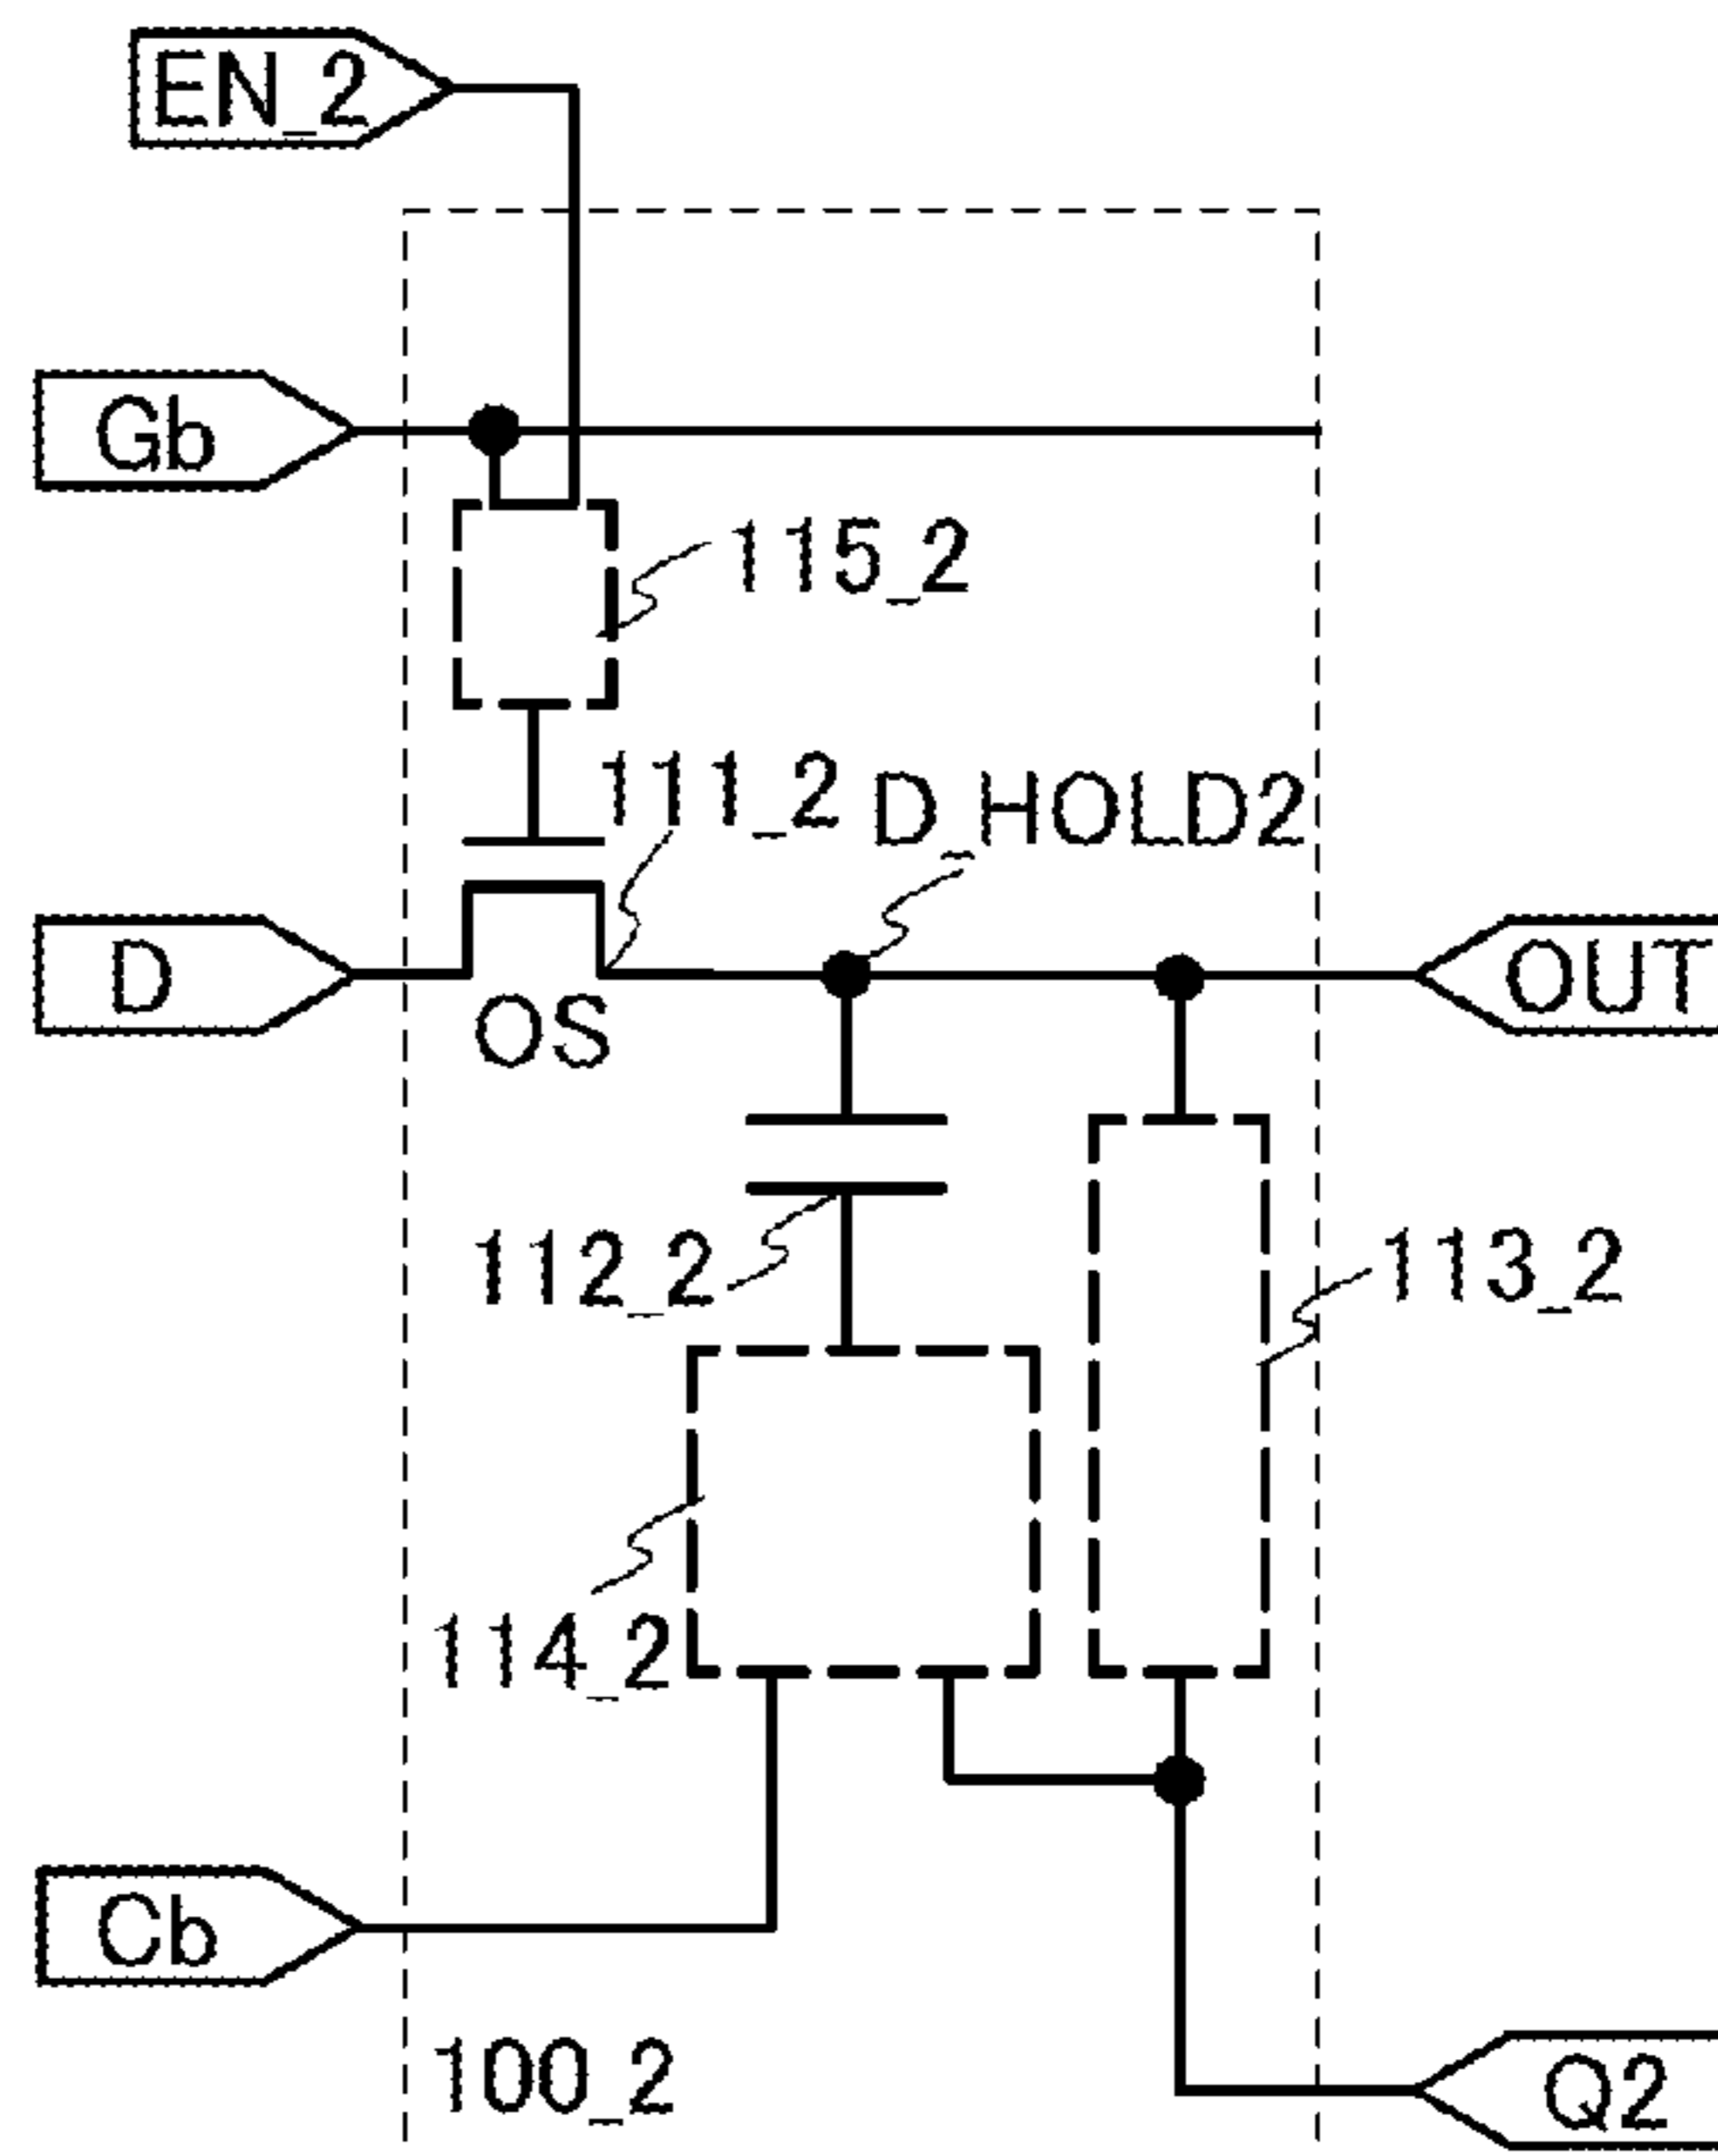 EN_2
Gb
115_2
111_2
D_HOLD2
D
OUT
OS
112_2
113_2
114_2
Cb
100_2
Q2